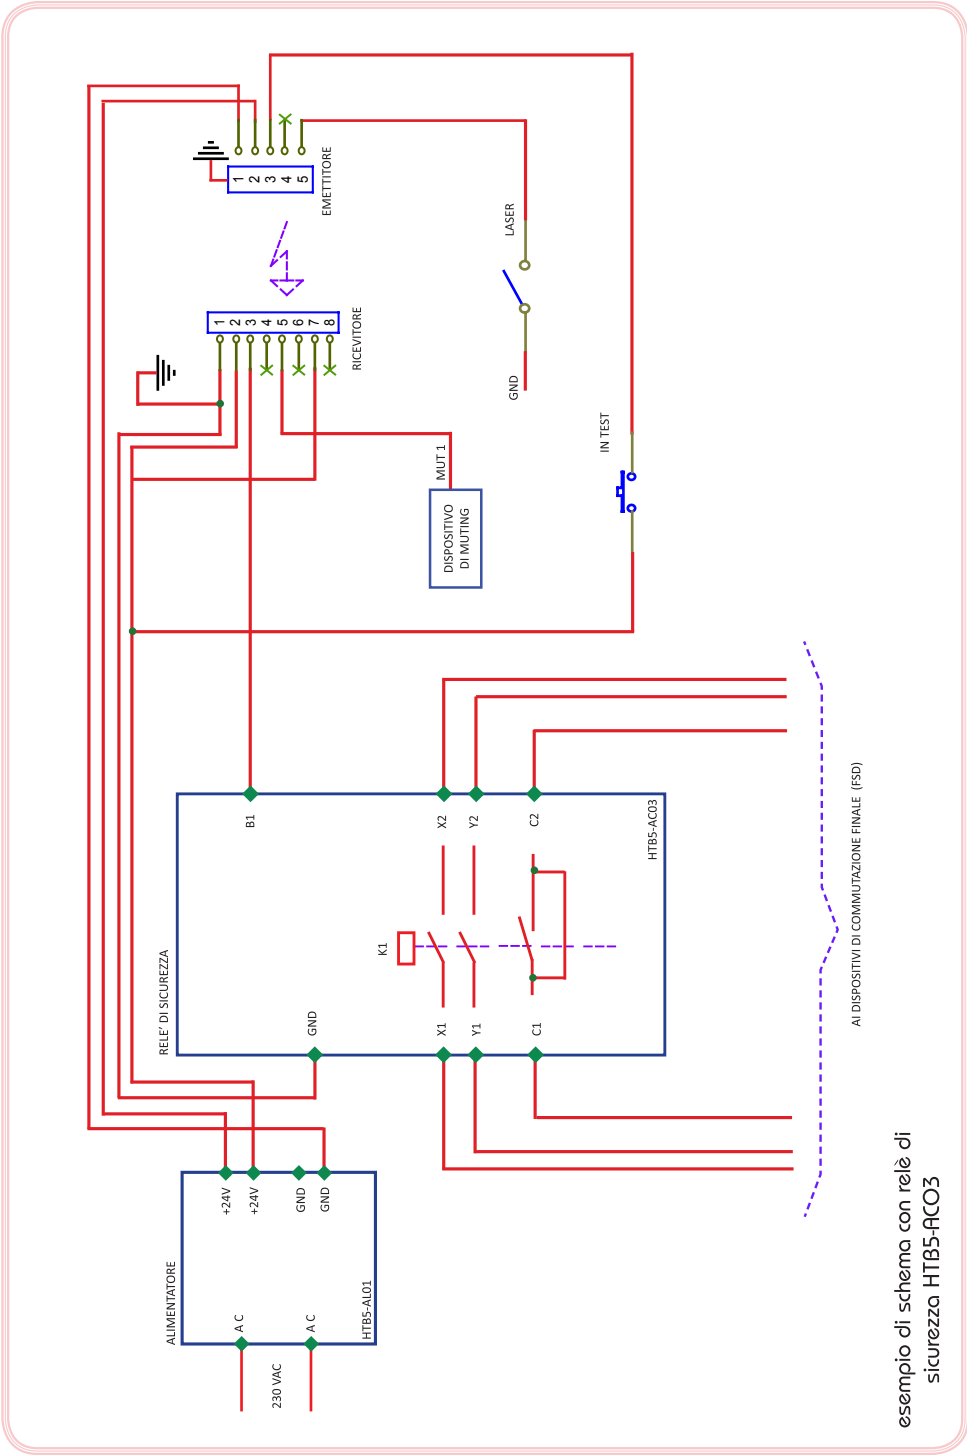 ALIMENTATORE
230 VAC
A C
A C
+24V
+24V
GND
GND
HTB5-AL01
RELE' DI SICUREZZA
GND
B1
K1
X1
X2
Y1
Y2
C1
C2
HTB5-AC03
RICEVITORE
1
2
3
4
5
6
7
8
EMETTITORE
1
2
3
4
5
MUT 1
DISPOSITIVO
DI MUTING
GND
LASER
IN TEST
AI DISPOSITIVI DI COMMUTAZIONE FINALE (FSD)
esempio di schema con relè di
sicurezza HTB5-ACO3